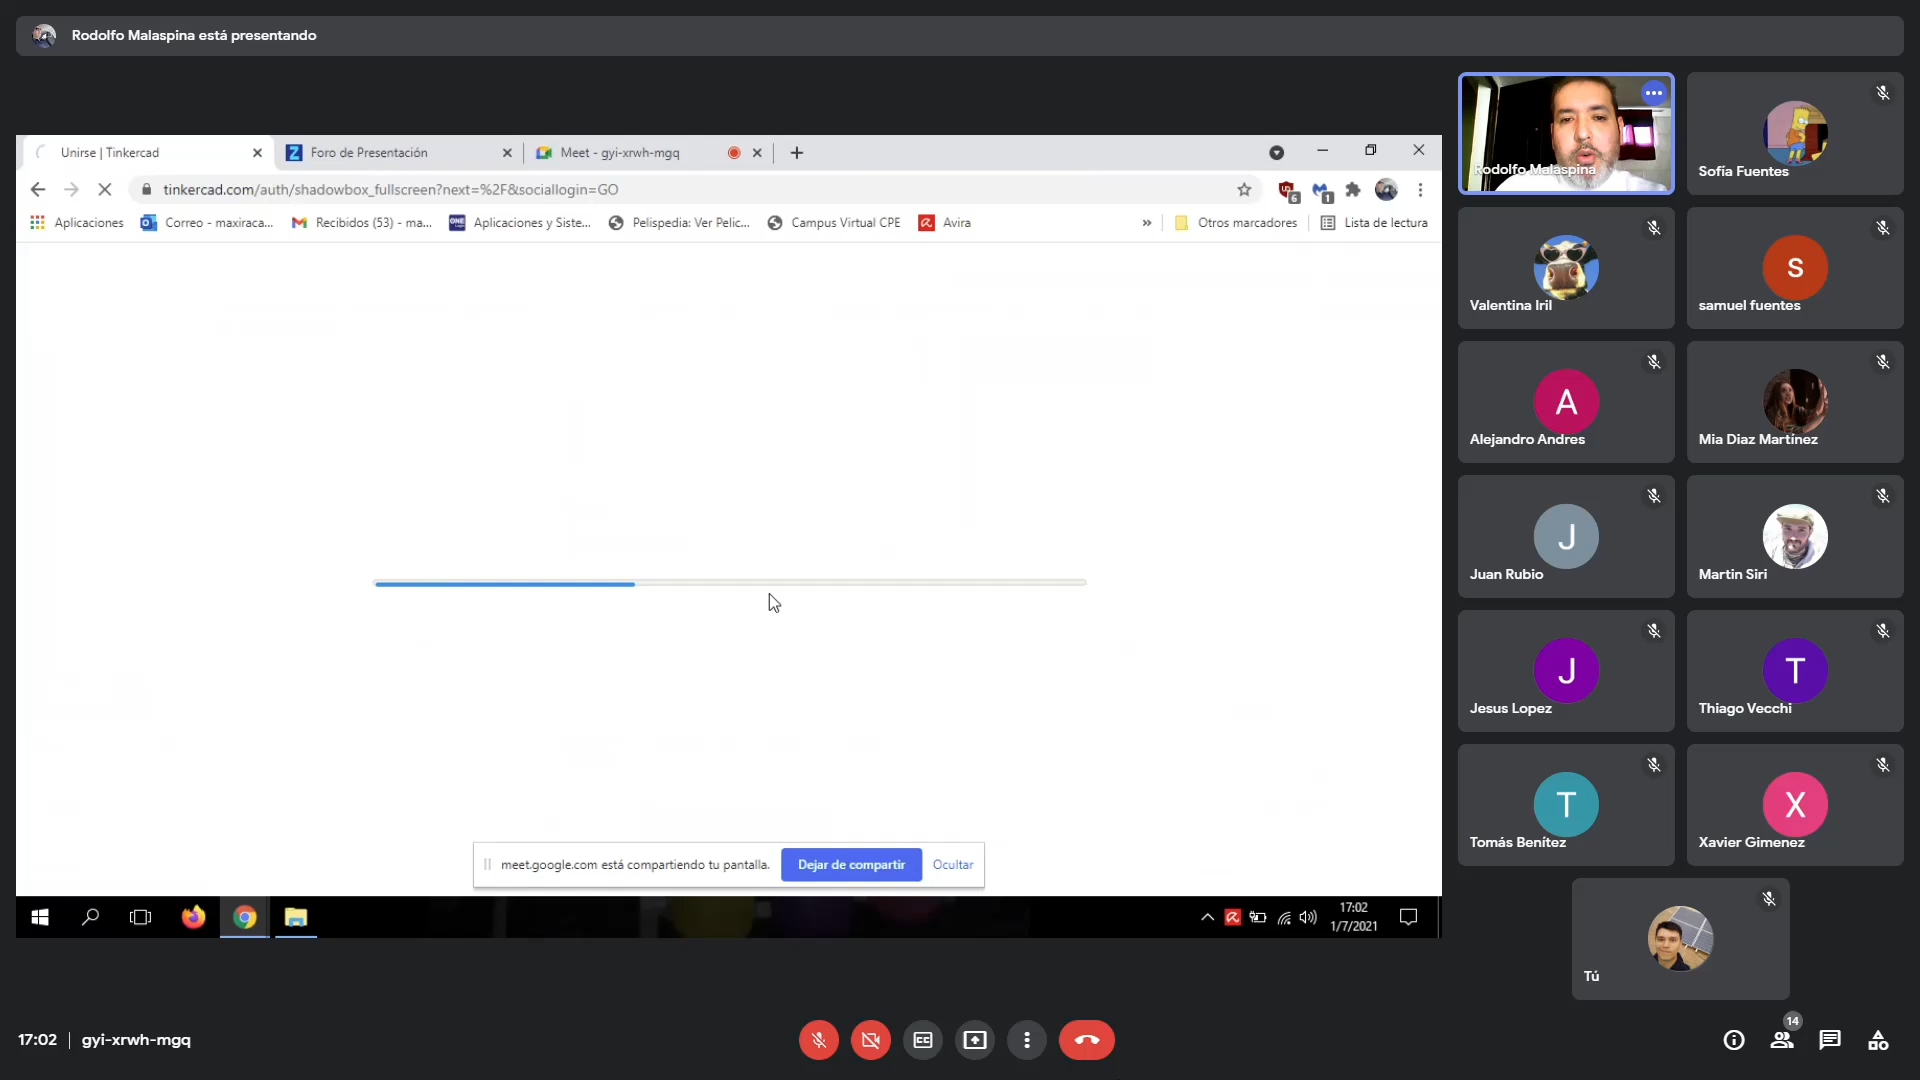 Rodolfo Malaspina está presentando
Unirse | Tinkercad
Foro de Presentación
Meet - gyi-xrwh-mgq
tinkercad.com/auth/shadowbox_fullscreen?next=%2F&sociallogin=GO
6
1
Aplicaciones
Correo - maxiraca...
Recibidos (53) - ma...
Aplicaciones y Siste...
Pelispedia: Ver Pelic...
Campus Virtual CPE
Avira
»
Otros marcadores
Lista de lectura
meet.google.com está compartiendo tu pantalla.
Dejar de compartir
Ocultar
17:02
1/7/2021
Rodolfo Malaspina
Sofía Fuentes
Valentina Iril
S
samuel fuentes
A
Alejandro Andres
Mia Diaz Martínez
J
Juan Rubio
Martin Siri
J
Jesus Lopez
T
Thiago Vecchi
T
Tomás Benítez
X
Xavier Gimenez
Tú
17:02 | gyi-xrwh-mgq
14